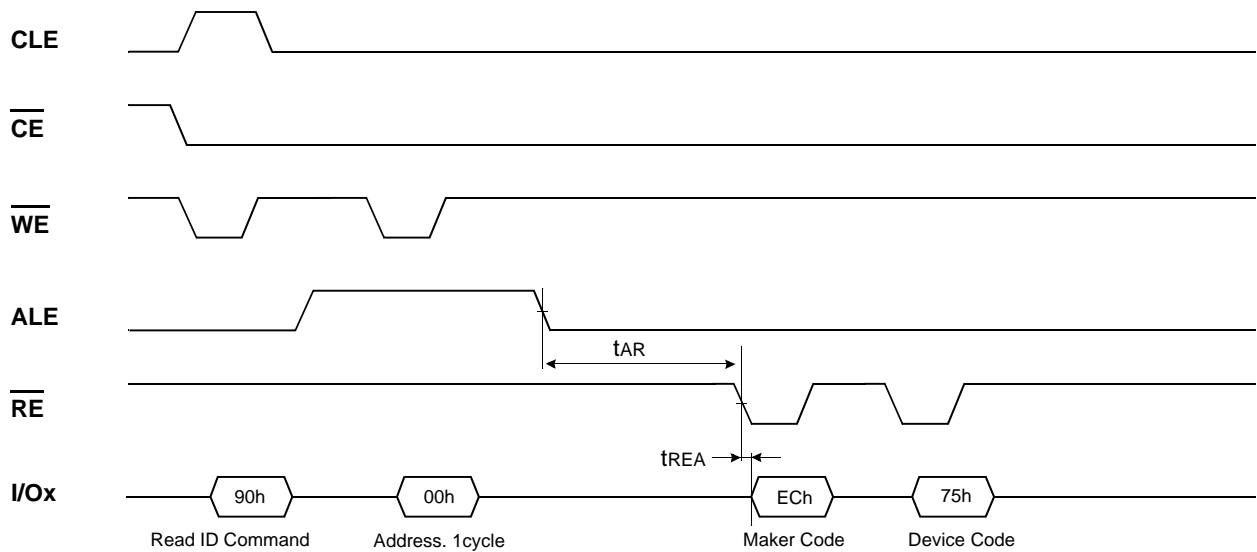 CLE
CE
WE
ALE
tAR
RE
tREA
I/Ox
90h
00h
ECh
75h
Read ID Command
Address. 1cycle
Maker Code
Device Code